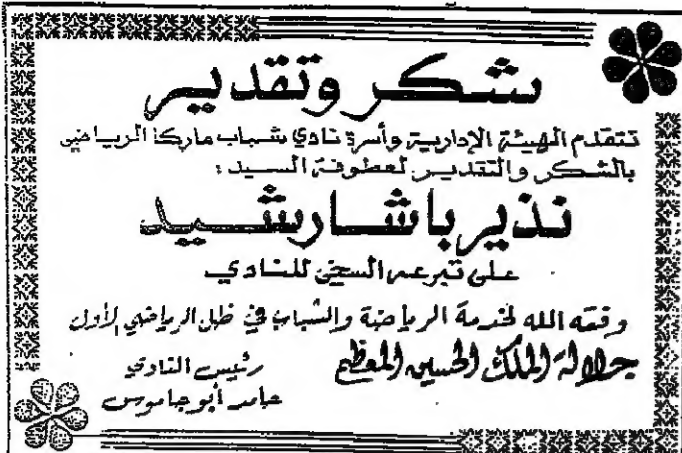 شكر وتقدير
تتقدم الهيئة الإدارية وأسرة نادي شباب ماركا الرياضي
بالشكر والتقدير لعطوفة السيد :
نذير باشا رشيد
على تبرعه السخي للنادي
وفقه الله لخدمة الرياضة والشباب في ظل الرياضي الأول
جلالة الملك الحسين المعظم
رئيس النادي
عامر أبو جاموس